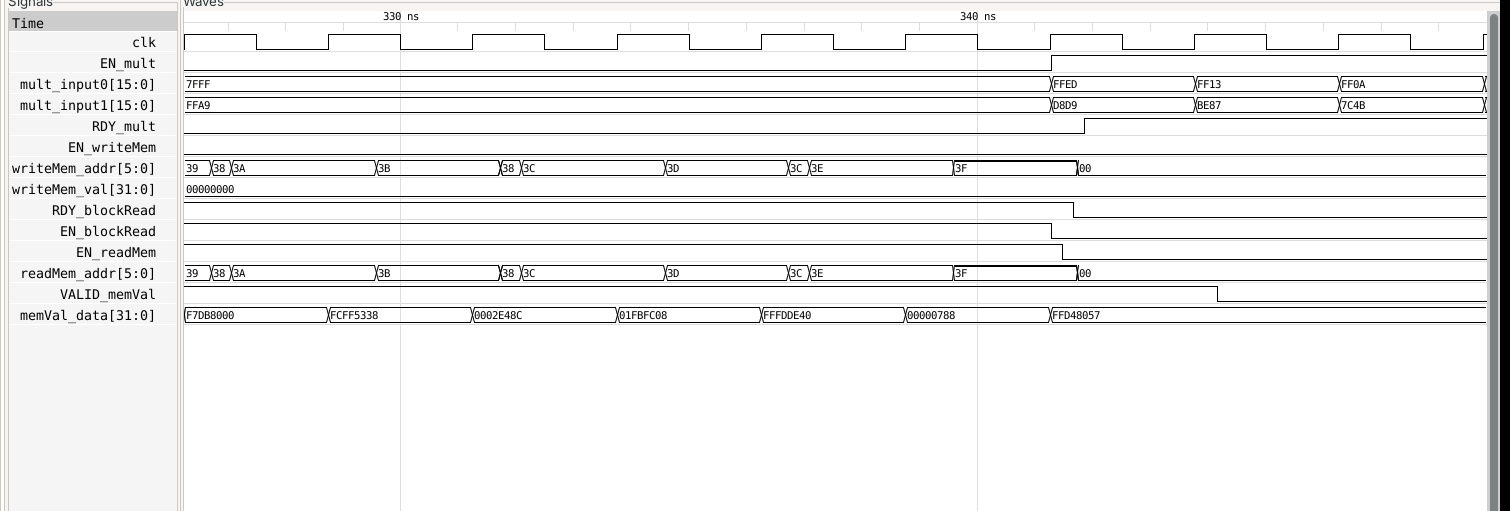 Signals Waves
Time 330 ns 340 ns
clk
EN_mult
mult_input0[15:0] 7FFF FFED FF13 FF0A
mult_input1[15:0] FFA9 D8D9 BE87 7C4B
RDY_mult
EN_writeMem
writeMem_addr[5:0] 39 38 3A 3B 38 3C 3D 3C 3E 3F 00
writeMem_val[31:0] 00000000
RDY_blockRead
EN_blockRead
EN_readMem
readMem_addr[5:0] 39 38 3A 3B 38 3C 3D 3C 3E 3F 00
VALID_memVal
memVal_data[31:0] F7DB8000 FCFF5338 0002E48C 01FBFC08 FFFDDE40 00000788 FFD48057